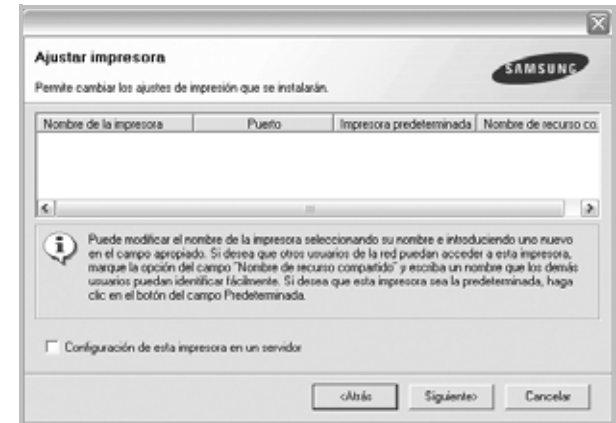 Ajustar impresora
SAMSUNG
Permite cambiar los ajustes de impresión que se instalarán.
Nombre de la impresora Puerto Impresora predeterminada Nombre de recurso co.
Puede modificar el nombre de la impresora seleccionando su nombre e introduciendo uno nuevo
en el campo apropiado. Si desea que otros usuarios de la red puedan acceder a esta impresora,
marque la opción del campo "Nombre de recurso compartido" y escriba un nombre que los demás
usuarios puedan identificar fácilmente. Si desea que esta impresora sea la predeterminada, haga
clic en el botón del campo Predeterminada.
Configuración de esta impresora en un servidor
<Atrás Siguiente> Cancelar